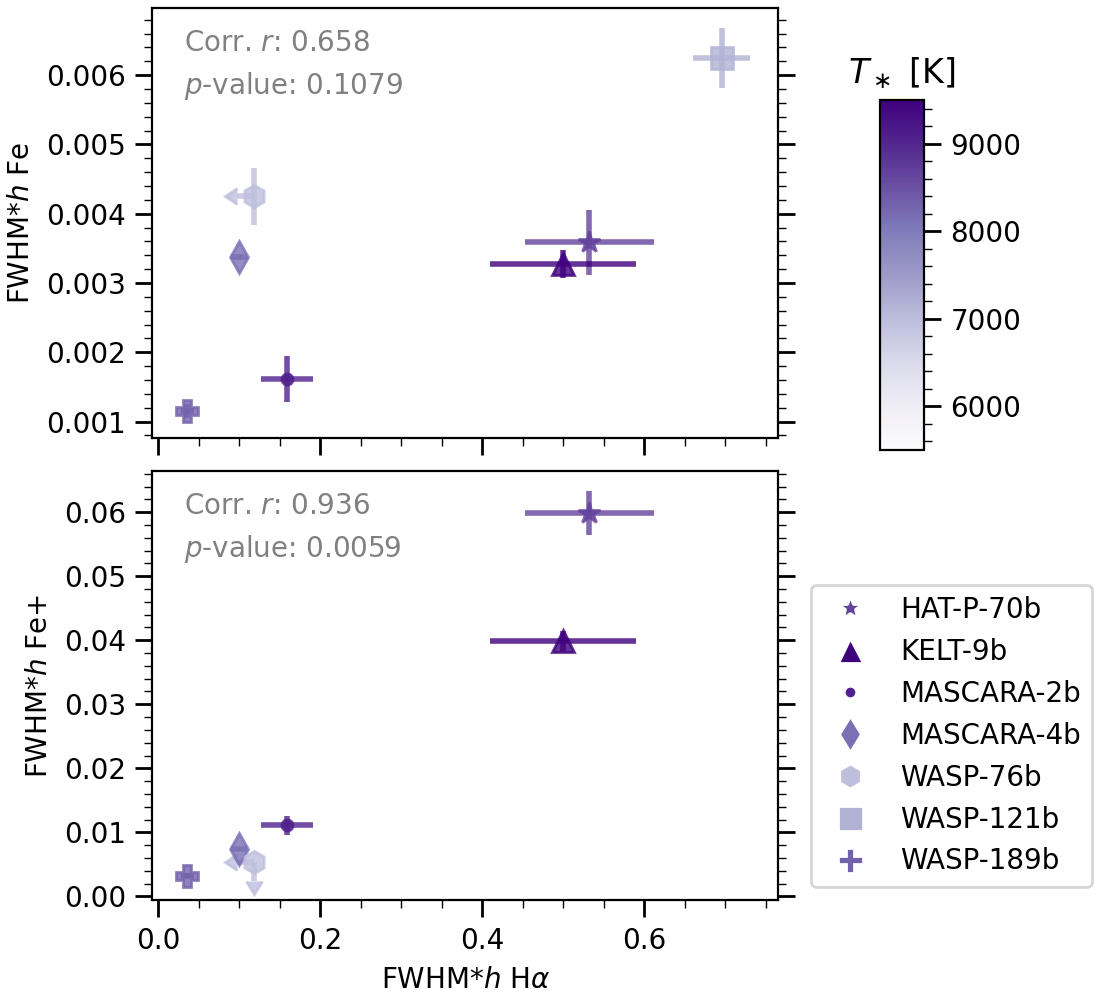 Corr. r: 0.658
p-value: 0.1079
FWHM*h Fe
0.006
0.005
0.004
0.003
0.002
0.001
T* [K]
9000
8000
7000
6000
Corr. r: 0.936
p-value: 0.0059
FWHM*h Fe+
0.06
0.05
0.04
0.03
0.02
0.01
0.00
0.0 0.2 0.4 0.6
FWHM*h Hα
HAT-P-70b
KELT-9b
MASCARA-2b
MASCARA-4b
WASP-76b
WASP-121b
WASP-189b